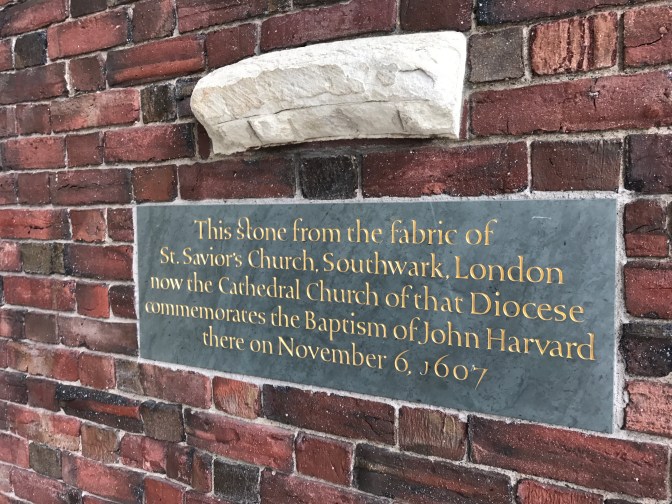 This stone from the fabric of
St. Savior's Church, Southwark, London
now the Cathedral Church of that Diocese
commemorates the Baptism of John Harvard
there on November 6, 1607